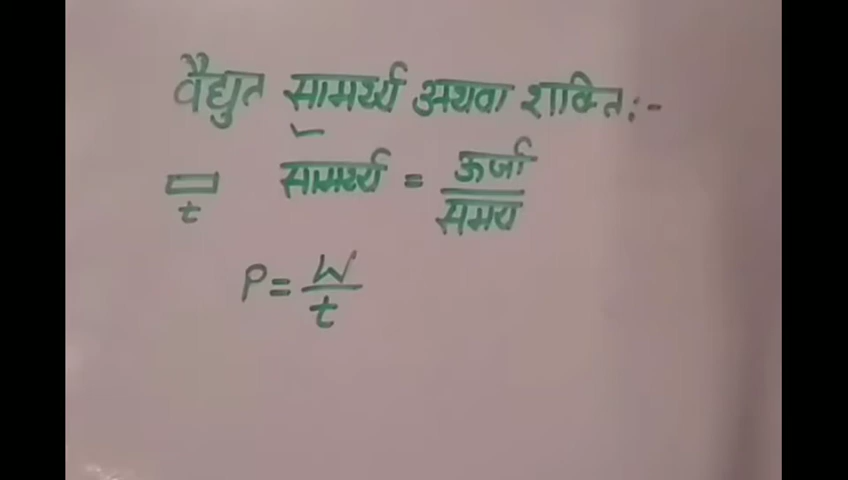 वैद्युत सामर्थ्य अथवा शक्ति :-
सामर्थ्य = ऊर्जा / समय
t
P = W / t